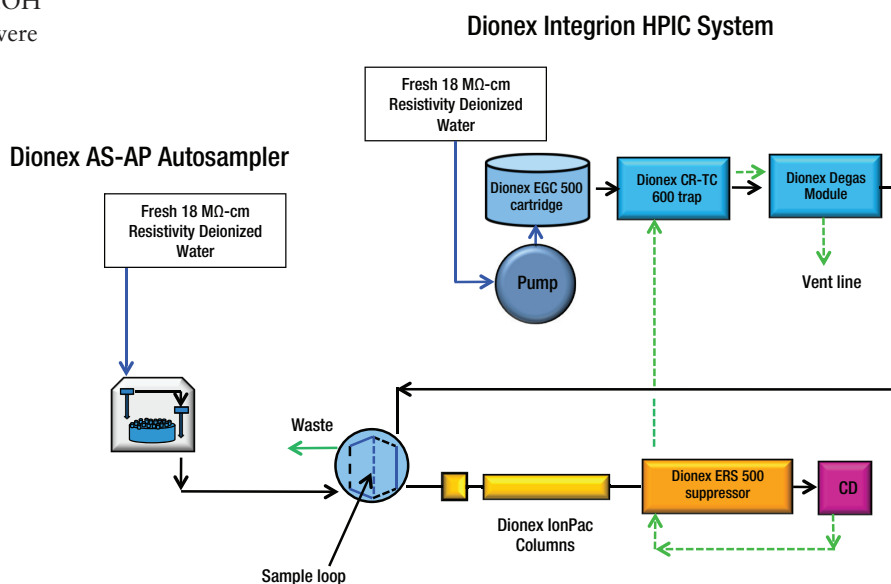 OH
were
Dionex Integrion HPIC System
Fresh 18 MΩ-cm
Resistivity Deionized
Water
Dionex AS-AP Autosampler
Dionex EGC 500
cartridge
Dionex CR-TC
600 trap
Dionex Degas
Module
Fresh 18 MΩ-cm
Resistivity Deionized
Water
Pump
Vent line
Waste
Dionex ERS 500
suppressor
CD
Dionex IonPac
Columns
Sample loop